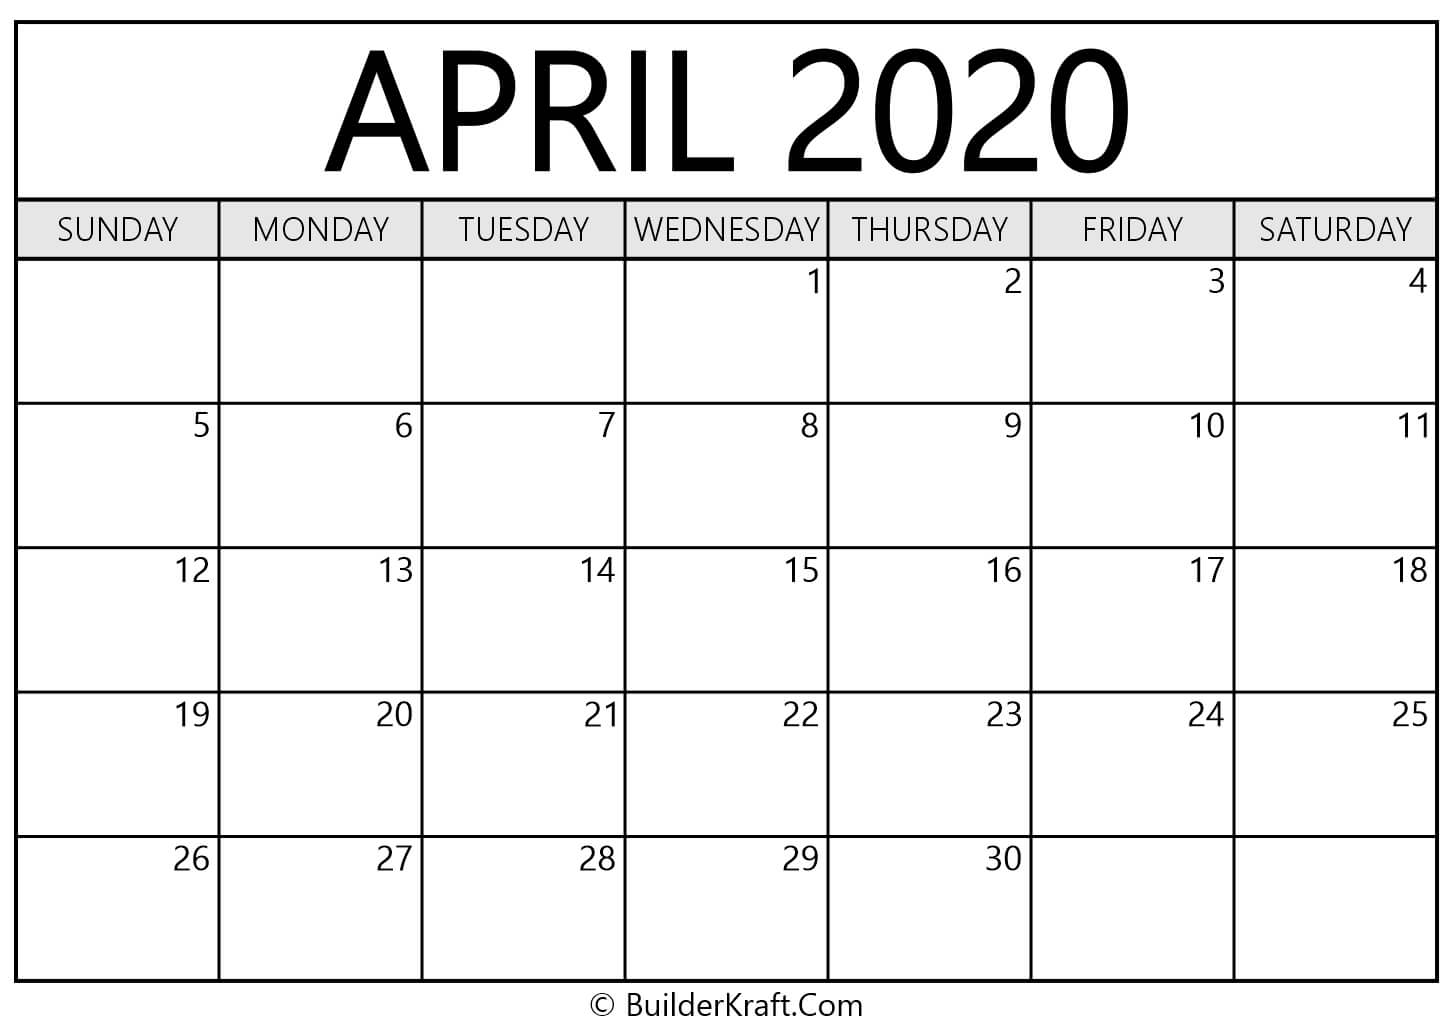 APRIL 2020
SUNDAY MONDAY TUESDAY WEDNESDAY THURSDAY FRIDAY SATURDAY
1 2 3 4
5 6 7 8 9 10 11
12 13 14 15 16 17 18
19 20 21 22 23 24 25
26 27 28 29 30
© BuilderKraft.Com